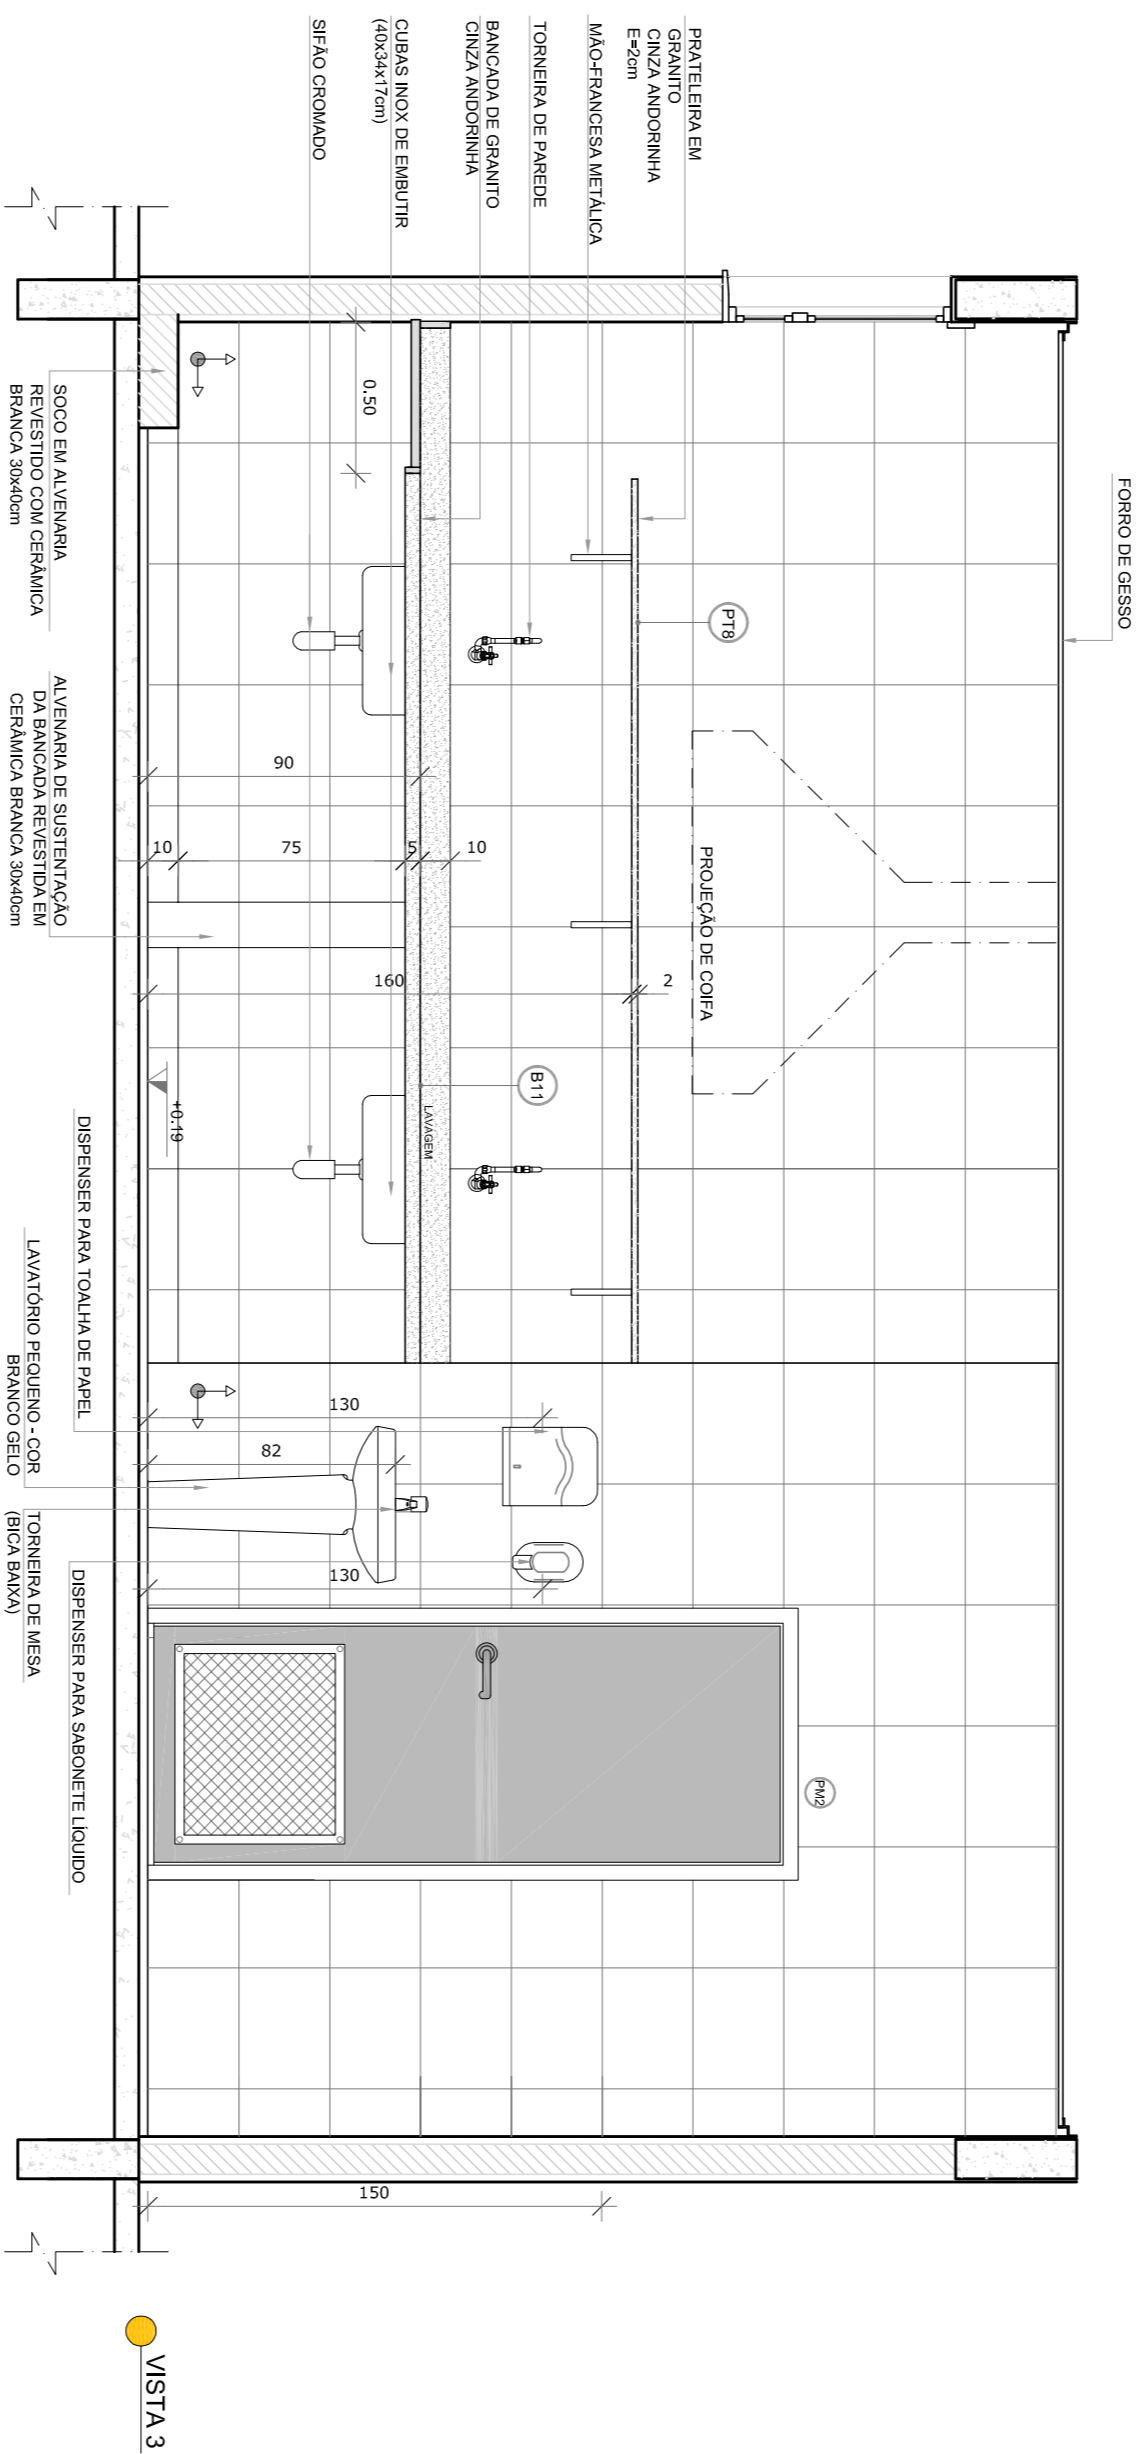 FORRO DE GESSO
PRATELEIRA EM
GRANITO
CINZA ANDORINHA
E=2cm
MÃO-FRANCESA METÁLICA
TORNEIRA DE PAREDE
BANCADA DE GRANITO
CINZA ANDORINHA
CUBAS INOX DE EMBUTIR
(40x34x17cm)
SIFÃO CROMADO
PT8
PROJEÇÃO DE COIFA
2
B11
LAVAGEM
PM2
0.50
90
10
75
5
10
160
+0.19
130
82
130
150
SOCO EM ALVENARIA
REVESTIDO COM CERÂMICA
BRANCA 30x40cm
ALVENARIA DE SUSTENTAÇÃO
DA BANCADA REVESTIDA EM
CERÂMICA BRANCA 30x40cm
DISPENSER PARA TOALHA DE PAPEL
LAVATÓRIO PEQUENO - COR
BRANCO GELO
TORNEIRA DE MESA
(BICA BAIXA)
DISPENSER PARA SABONETE LÍQUIDO
VISTA 3